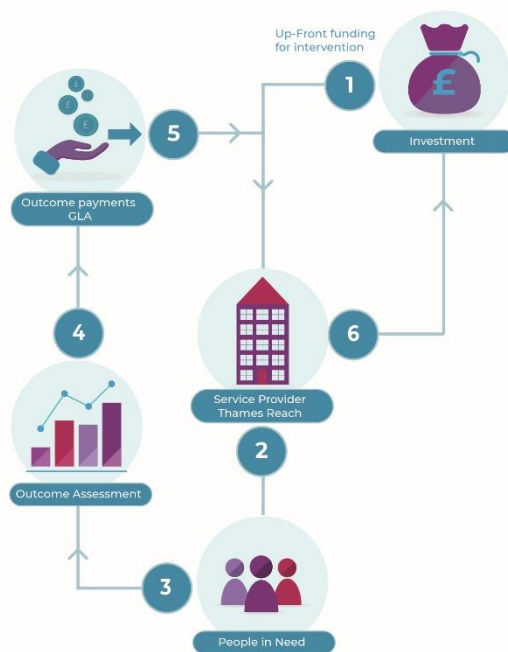 Up-Front funding
for intervention
1
£
Investment
£
£
£
£
5
Outcome payments
GLA
4
6
Service Provider
Thames Reach
2
Outcome Assessment
3
People in Need